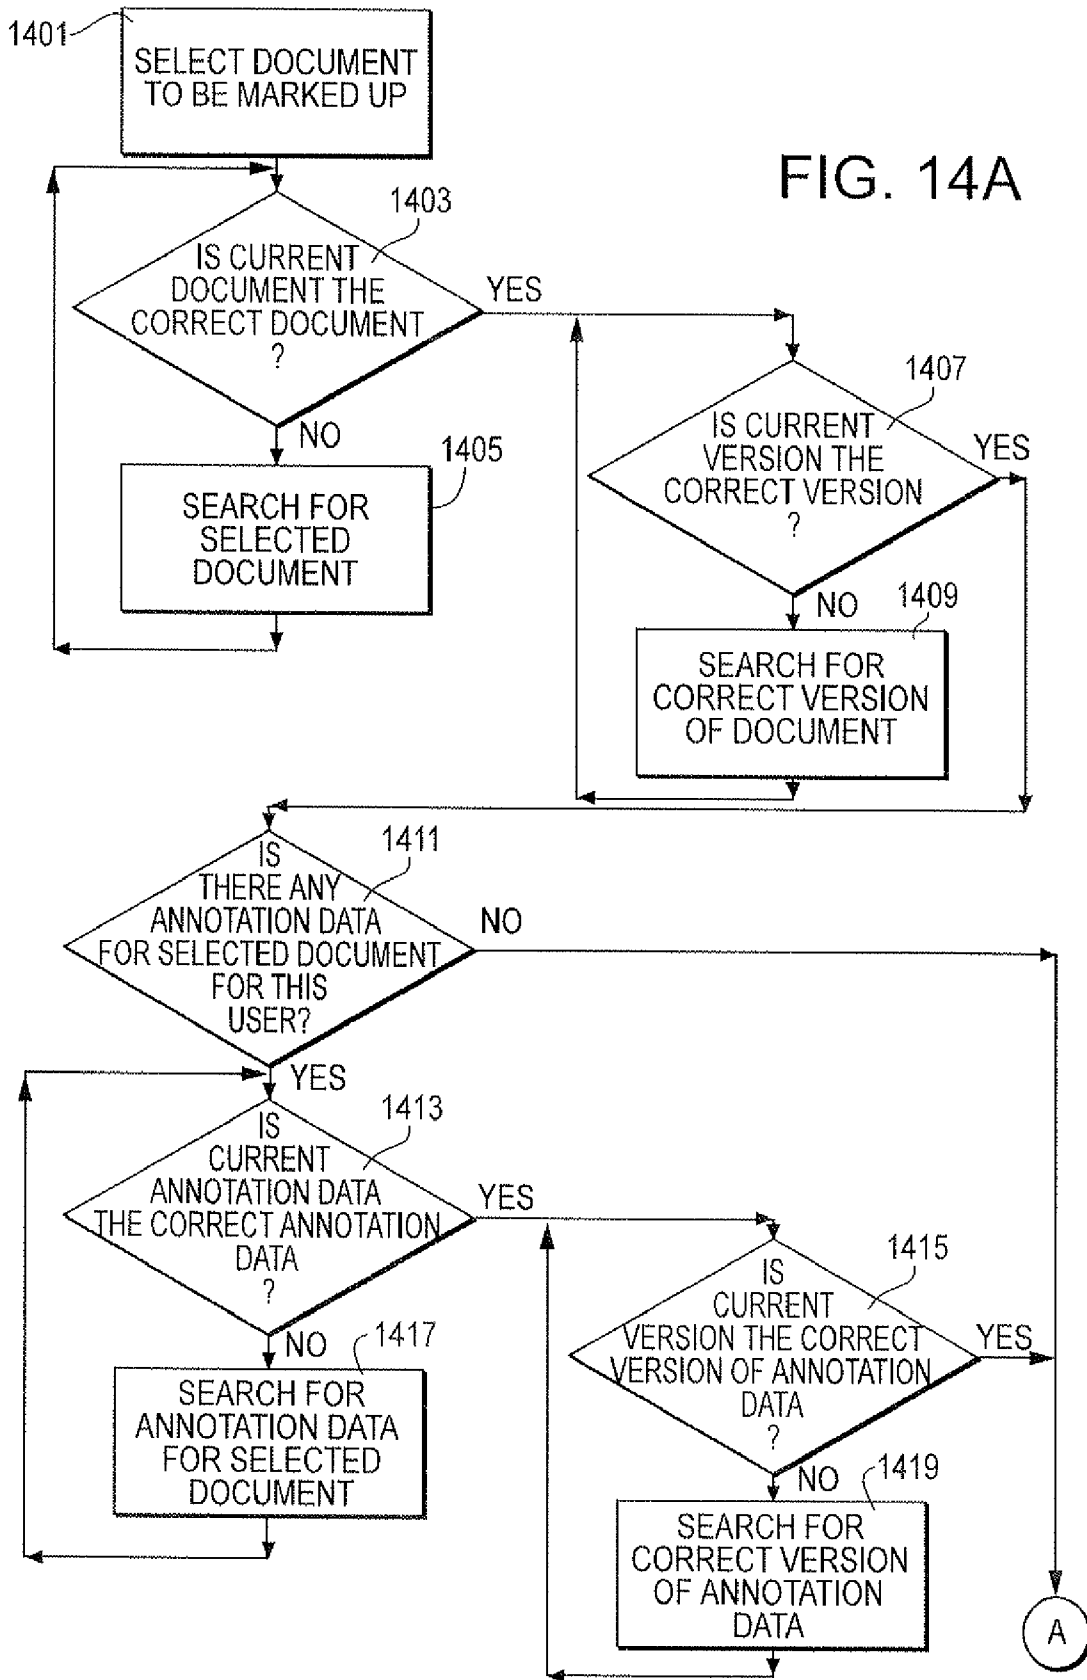 1401
SELECT DOCUMENT
TO BE MARKED UP
FIG. 14A
1403
IS CURRENT
DOCUMENT THE
CORRECT DOCUMENT
?
YES
NO
1405
SEARCH FOR
SELECTED
DOCUMENT
1407
IS CURRENT
VERSION THE
CORRECT VERSION
?
YES
NO
1409
SEARCH FOR
CORRECT VERSION
OF DOCUMENT
1411
IS
THERE ANY
ANNOTATION DATA
FOR SELECTED DOCUMENT
FOR THIS
USER?
NO
YES
1413
IS
CURRENT
ANNOTATION DATA
THE CORRECT ANNOTATION
DATA
?
YES
NO
1417
SEARCH FOR
ANNOTATION DATA
FOR SELECTED
DOCUMENT
1415
IS
CURRENT
VERSION THE CORRECT
VERSION OF ANNOTATION
DATA
?
YES
NO
1419
SEARCH FOR
CORRECT VERSION
OF ANNOTATION
DATA
A